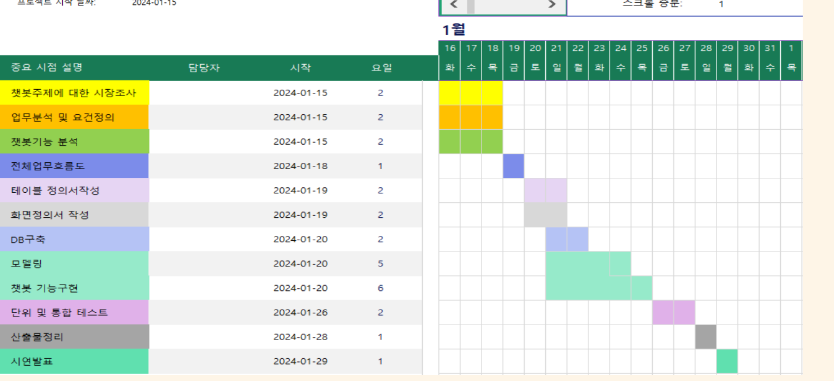 프로젝트 시작 날짜: 2024-01-15 스크롤 증분: 1
1월
16 17 18 19 20 21 22 23 24 25 26 27 28 29 30 31 1
중요 시점 설명 담당자 시작 요일 화 수 목 금 토 일 월 화 수 목 금 토 일 월 화 수 목
챗봇주제에 대한 시장조사 2024-01-15 2
업무분석 및 요건정의 2024-01-15 2
챗봇기능 분석 2024-01-15 2
전체업무흐름도 2024-01-18 1
테이블 정의서작성 2024-01-19 2
화면정의서 작성 2024-01-19 2
DB구축 2024-01-20 2
모델링 2024-01-20 5
챗봇 기능구현 2024-01-20 6
단위 및 통합 테스트 2024-01-26 2
산출물정리 2024-01-28 1
시연발표 2024-01-29 1